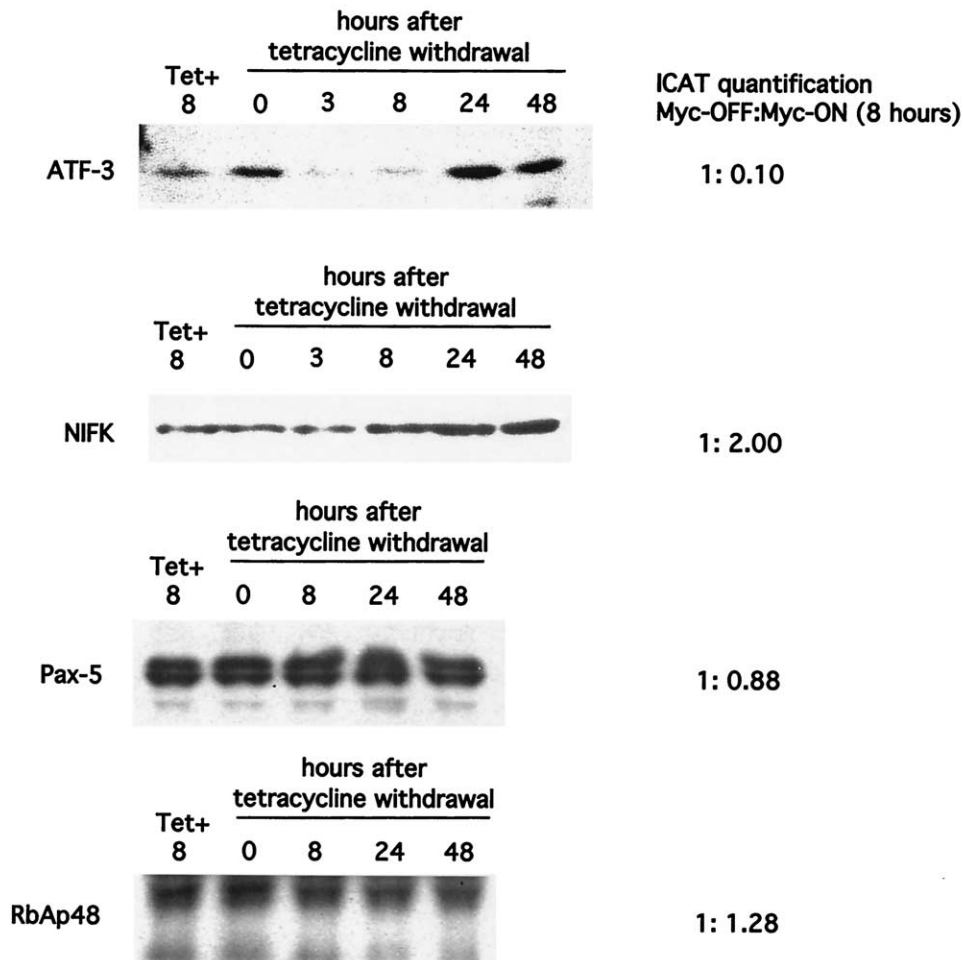 hours after
tetracycline withdrawal
Tet+
8 0 3 8 24 48
ICAT quantification
Myc-OFF:Myc-ON (8 hours)
ATF-3
1: 0.10
hours after
tetracycline withdrawal
Tet+
8 0 3 8 24 48
NIFK
1: 2.00
hours after
tetracycline withdrawal
Tet+
8 0 8 24 48
Pax-5
1: 0.88
hours after
tetracycline withdrawal
Tet+
8 0 8 24 48
RbAp48
1: 1.28